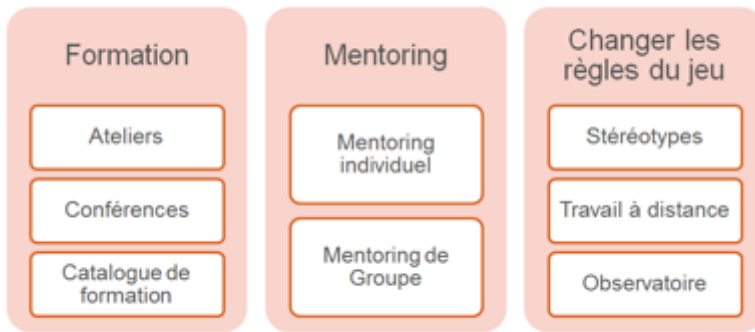 Formation
Ateliers
Conférences
Catalogue de
formation
Mentoring
Mentoring
individuel
Mentoring de
Groupe
Changer les
règles du jeu
Stéréotypes
Travail à distance
Observatoire